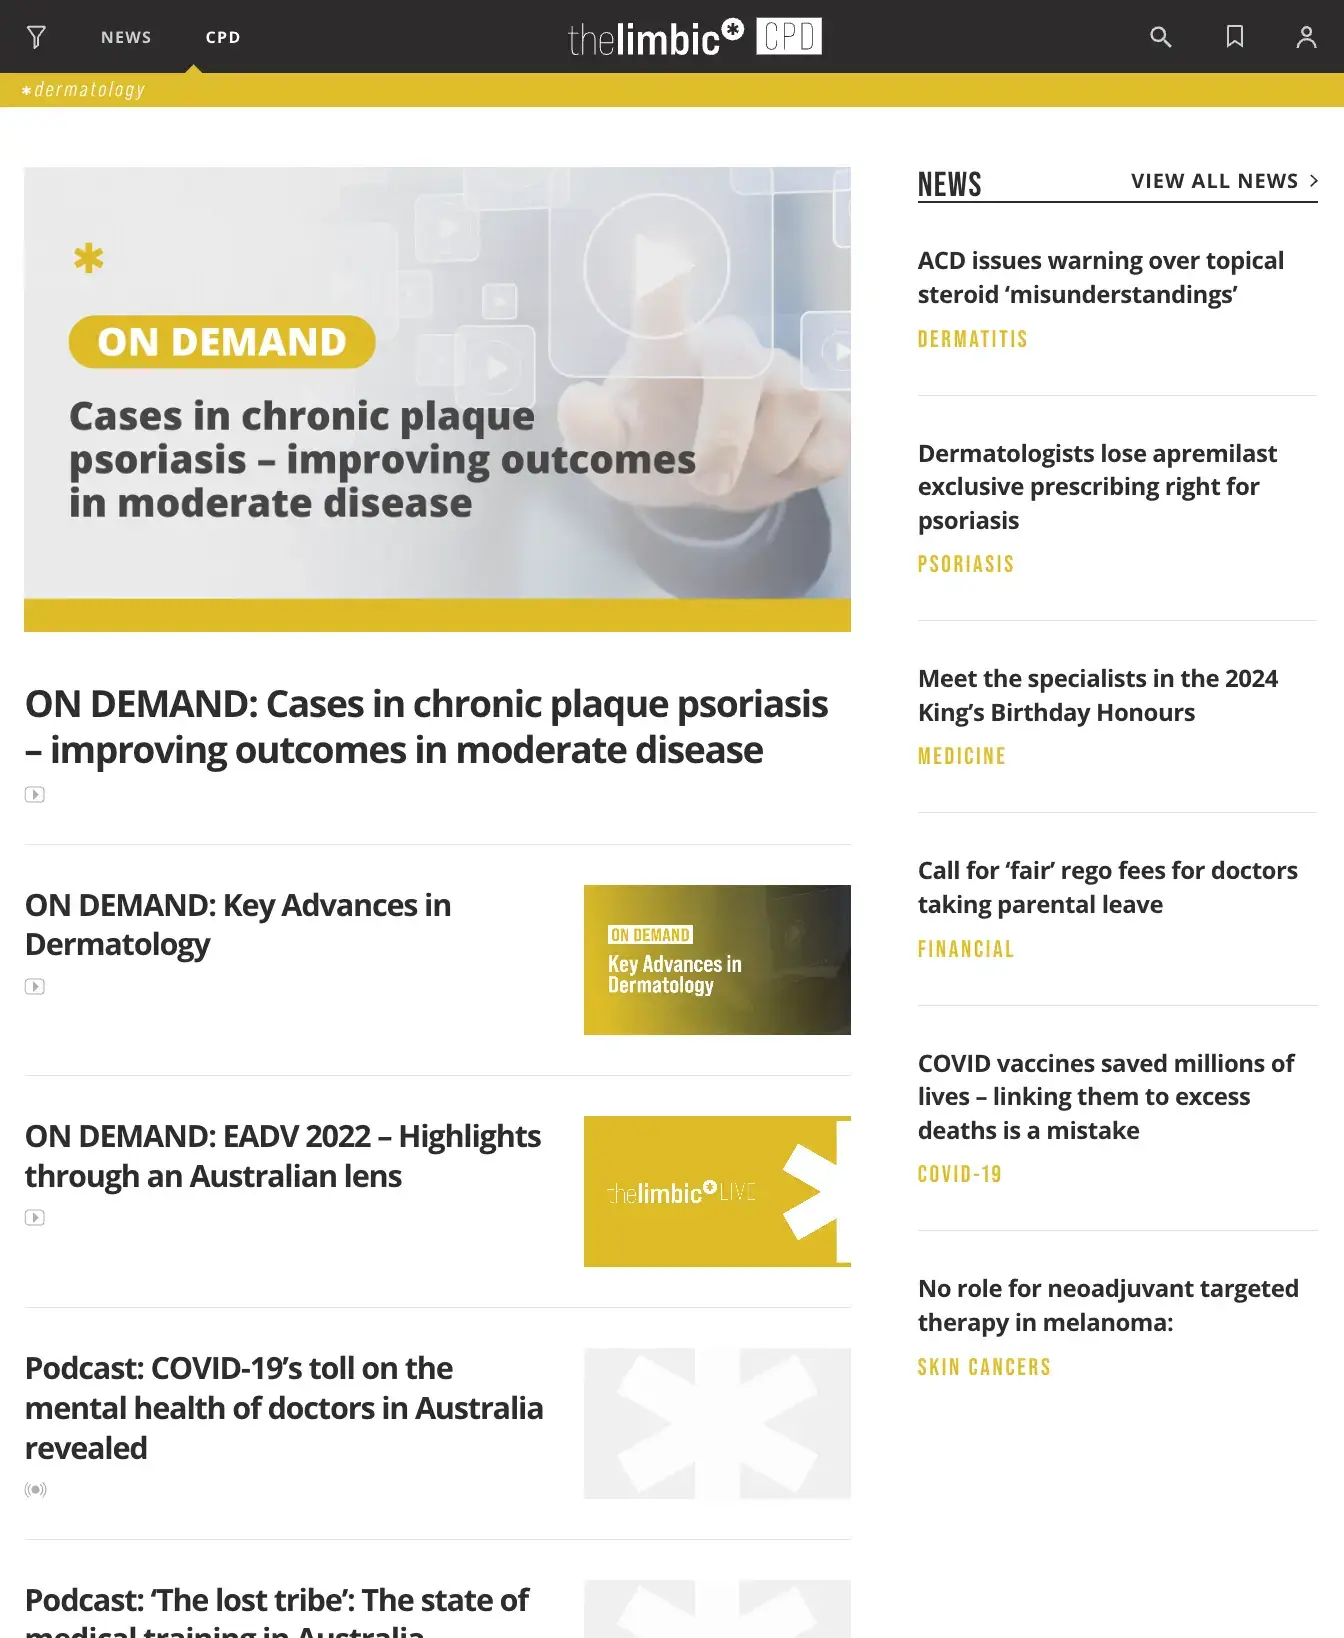 NEWS
CPD
thelimbic* CPD
*dermatology
*
ON DEMAND
Cases in chronic plaque
psoriasis – improving outcomes
in moderate disease
ON DEMAND: Cases in chronic plaque psoriasis
– improving outcomes in moderate disease
ON DEMAND: Key Advances in
Dermatology
ON DEMAND
Key Advances in
Dermatology
ON DEMAND: EADV 2022 – Highlights
through an Australian lens
thelimbic* LIVE
Podcast: COVID-19’s toll on the
mental health of doctors in Australia
revealed
Podcast: ‘The lost tribe’: The state of
medical training in Australia
NEWS
VIEW ALL NEWS >
ACD issues warning over topical
steroid ‘misunderstandings’
DERMATITIS
Dermatologists lose apremilast
exclusive prescribing right for
psoriasis
PSORIASIS
Meet the specialists in the 2024
King’s Birthday Honours
MEDICINE
Call for ‘fair’ rego fees for doctors
taking parental leave
FINANCIAL
COVID vaccines saved millions of
lives – linking them to excess
deaths is a mistake
COVID-19
No role for neoadjuvant targeted
therapy in melanoma:
SKIN CANCERS